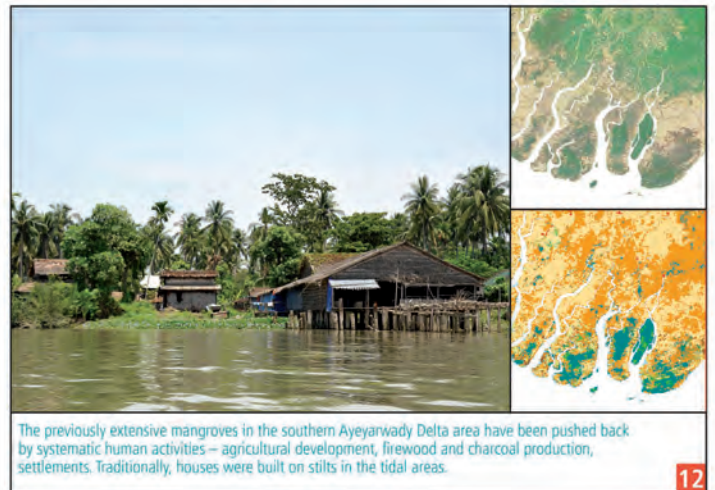 The previously extensive mangroves in the southern Ayeyarwady Delta area have been pushed back
by systematic human activities – agricultural development, firewood and charcoal production,
settlements. Traditionally, houses were built on stilts in the tidal areas.
12